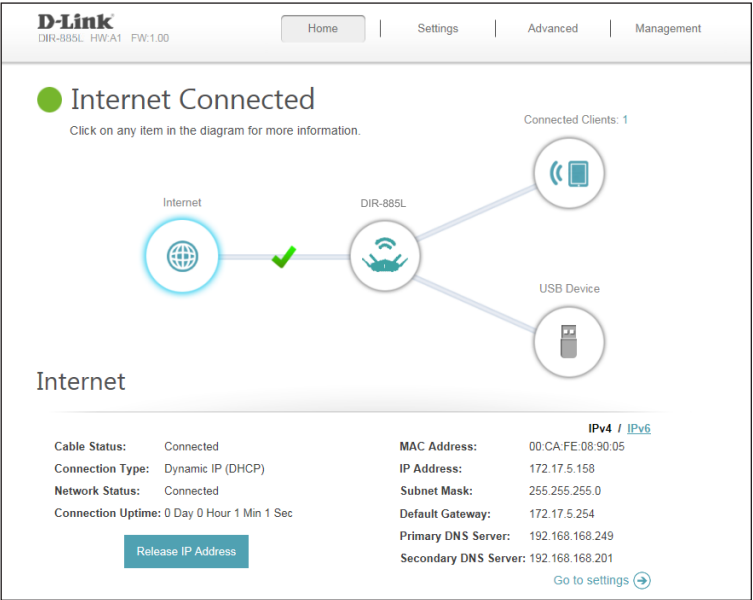 D-Link
DIR-885L HW:A1 FW:1.00
Home
Settings
Advanced
Management
Internet Connected
Click on any item in the diagram for more information.
Connected Clients: 1
Internet
DIR-885L
USB Device
Internet
IPv4 / IPv6
Cable Status: Connected
Connection Type: Dynamic IP (DHCP)
Network Status: Connected
Connection Uptime: 0 Day 0 Hour 1 Min 1 Sec
Release IP Address
MAC Address: 00:CA:FE:08:90:05
IP Address: 172.17.5.158
Subnet Mask: 255.255.255.0
Default Gateway: 172.17.5.254
Primary DNS Server: 192.168.168.249
Secondary DNS Server: 192.168.168.201
Go to settings